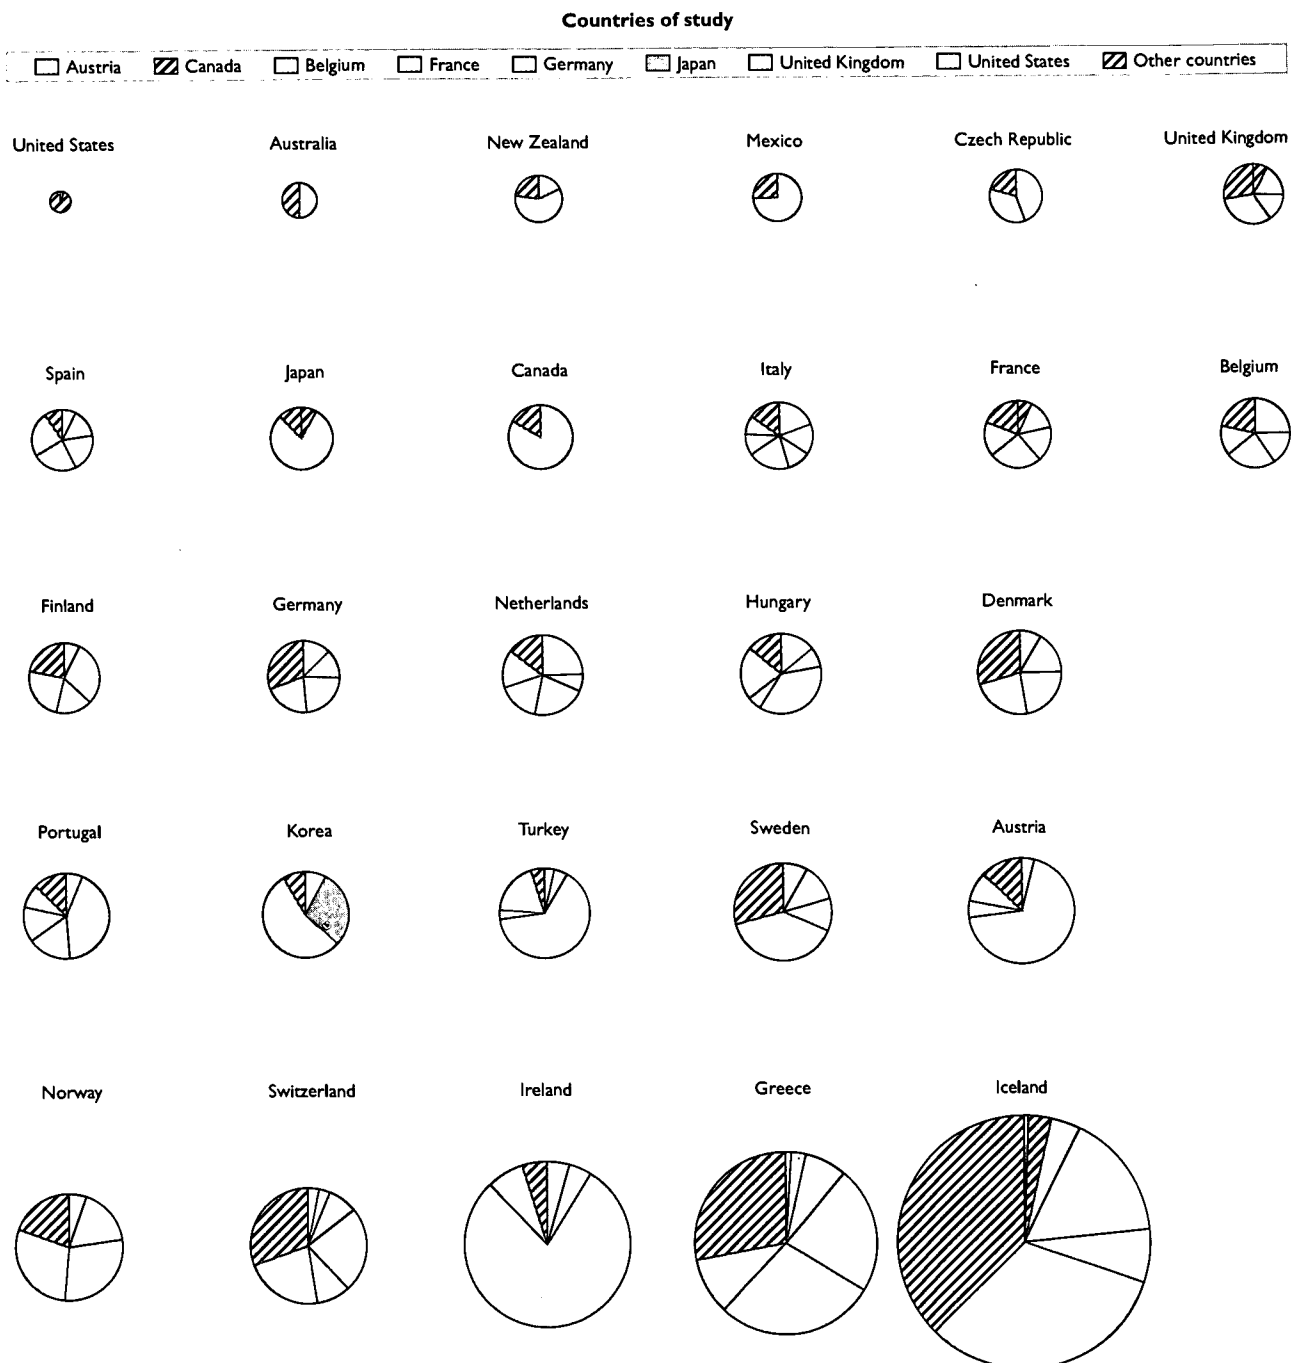 Countries of study
Austria Canada Belgium France Germany Japan United Kingdom United States Other countries
United States Australia New Zealand Mexico Czech Republic United Kingdom
Spain Japan Canada Italy France Belgium
Finland Germany Netherlands Hungary Denmark
Portugal Korea Turkey Sweden Austria
Norway Switzerland Ireland Greece Iceland